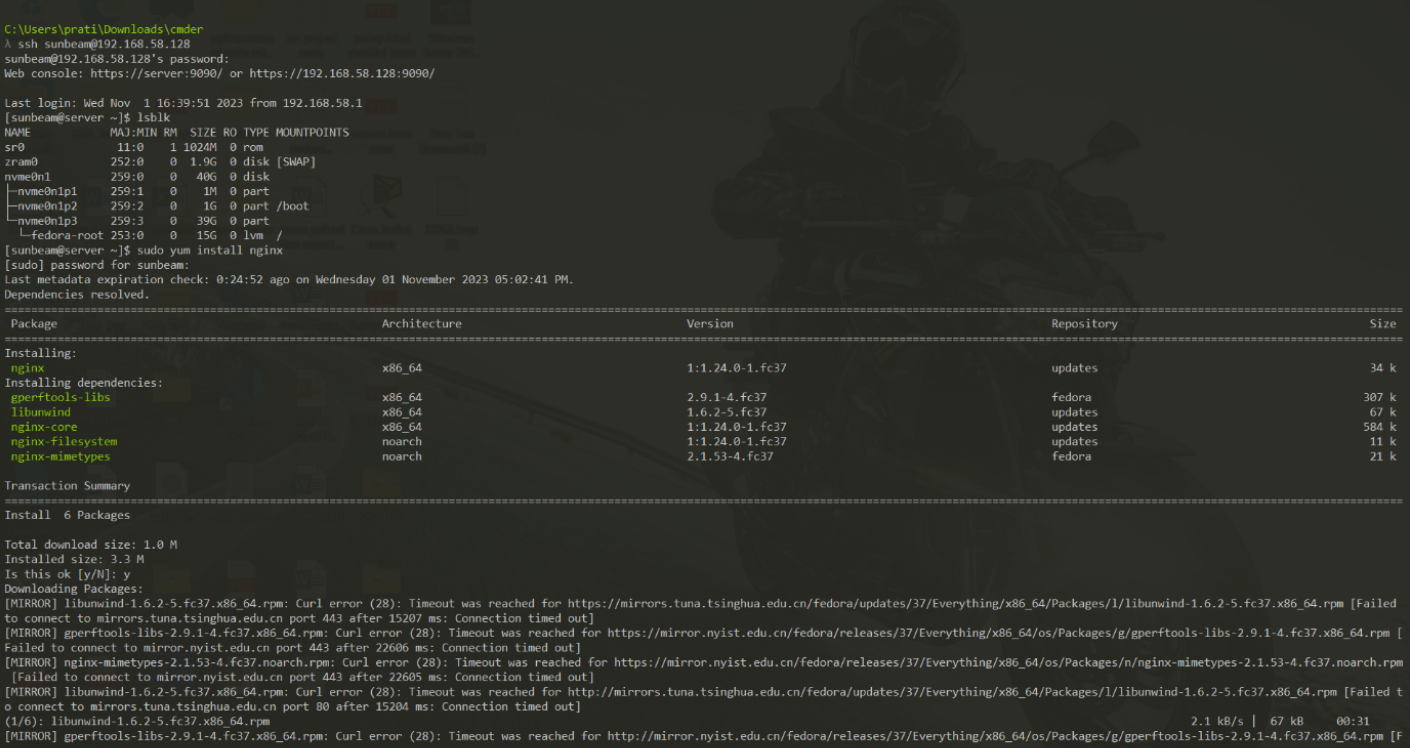 C:\Users\prati\Downloads\cmder
λ ssh sunbeam@192.168.58.128
sunbeam@192.168.58.128's password:
Web console: https://server:9090/ or https://192.168.58.128:9090/
Last login: Wed Nov  1 16:39:51 2023 from 192.168.58.1
[sunbeam@server ~]$ lsblk
NAME            MAJ:MIN RM  SIZE RO TYPE MOUNTPOINTS
sr0              11:0    1 1024M  0 rom
zram0           252:0    0  1.9G  0 disk [SWAP]
nvme0n1         259:0    0   40G  0 disk
├─nvme0n1p1     259:1    0    1M  0 part
├─nvme0n1p2     259:2    0    1G  0 part /boot
└─nvme0n1p3     259:3    0   39G  0 part
  └─fedora-root 253:0    0   15G  0 lvm  /
[sunbeam@server ~]$ sudo yum install nginx
[sudo] password for sunbeam:
Last metadata expiration check: 0:24:52 ago on Wednesday 01 November 2023 05:02:41 PM.
Dependencies resolved.
Package Architecture Version Repository Size
Installing:
nginx x86_64 1:1.24.0-1.fc37 updates 34 k
Installing dependencies:
gperftools-libs x86_64 2.9.1-4.fc37 fedora 307 k
libunwind x86_64 1.6.2-5.fc37 updates 67 k
nginx-core x86_64 1:1.24.0-1.fc37 updates 584 k
nginx-filesystem noarch 1:1.24.0-1.fc37 updates 11 k
nginx-mimetypes noarch 2.1.53-4.fc37 fedora 21 k
Transaction Summary
Install  6 Packages
Total download size: 1.0 M
Installed size: 3.3 M
Is this ok [y/N]: y
Downloading Packages:
[MIRROR] libunwind-1.6.2-5.fc37.x86_64.rpm: Curl error (28): Timeout was reached for https://mirrors.tuna.tsinghua.edu.cn/fedora/updates/37/Everything/x86_64/Packages/l/libunwind-1.6.2-5.fc37.x86_64.rpm [Failed
to connect to mirrors.tuna.tsinghua.edu.cn port 443 after 15207 ms: Connection timed out]
[MIRROR] gperftools-libs-2.9.1-4.fc37.x86_64.rpm: Curl error (28): Timeout was reached for https://mirror.nyist.edu.cn/fedora/releases/37/Everything/x86_64/os/Packages/g/gperftools-libs-2.9.1-4.fc37.x86_64.rpm [
Failed to connect to mirror.nyist.edu.cn port 443 after 22606 ms: Connection timed out]
[MIRROR] nginx-mimetypes-2.1.53-4.fc37.noarch.rpm: Curl error (28): Timeout was reached for https://mirror.nyist.edu.cn/fedora/releases/37/Everything/x86_64/os/Packages/n/nginx-mimetypes-2.1.53-4.fc37.noarch.rpm
[Failed to connect to mirror.nyist.edu.cn port 443 after 22605 ms: Connection timed out]
[MIRROR] libunwind-1.6.2-5.fc37.x86_64.rpm: Curl error (28): Timeout was reached for http://mirrors.tuna.tsinghua.edu.cn/fedora/updates/37/Everything/x86_64/Packages/l/libunwind-1.6.2-5.fc37.x86_64.rpm [Failed t
o connect to mirrors.tuna.tsinghua.edu.cn port 80 after 15204 ms: Connection timed out]
(1/6): libunwind-1.6.2-5.fc37.x86_64.rpm 2.1 kB/s | 67 kB 00:31
[MIRROR] gperftools-libs-2.9.1-4.fc37.x86_64.rpm: Curl error (28): Timeout was reached for http://mirror.nyist.edu.cn/fedora/releases/37/Everything/x86_64/os/Packages/g/gperftools-libs-2.9.1-4.fc37.x86_64.rpm [F